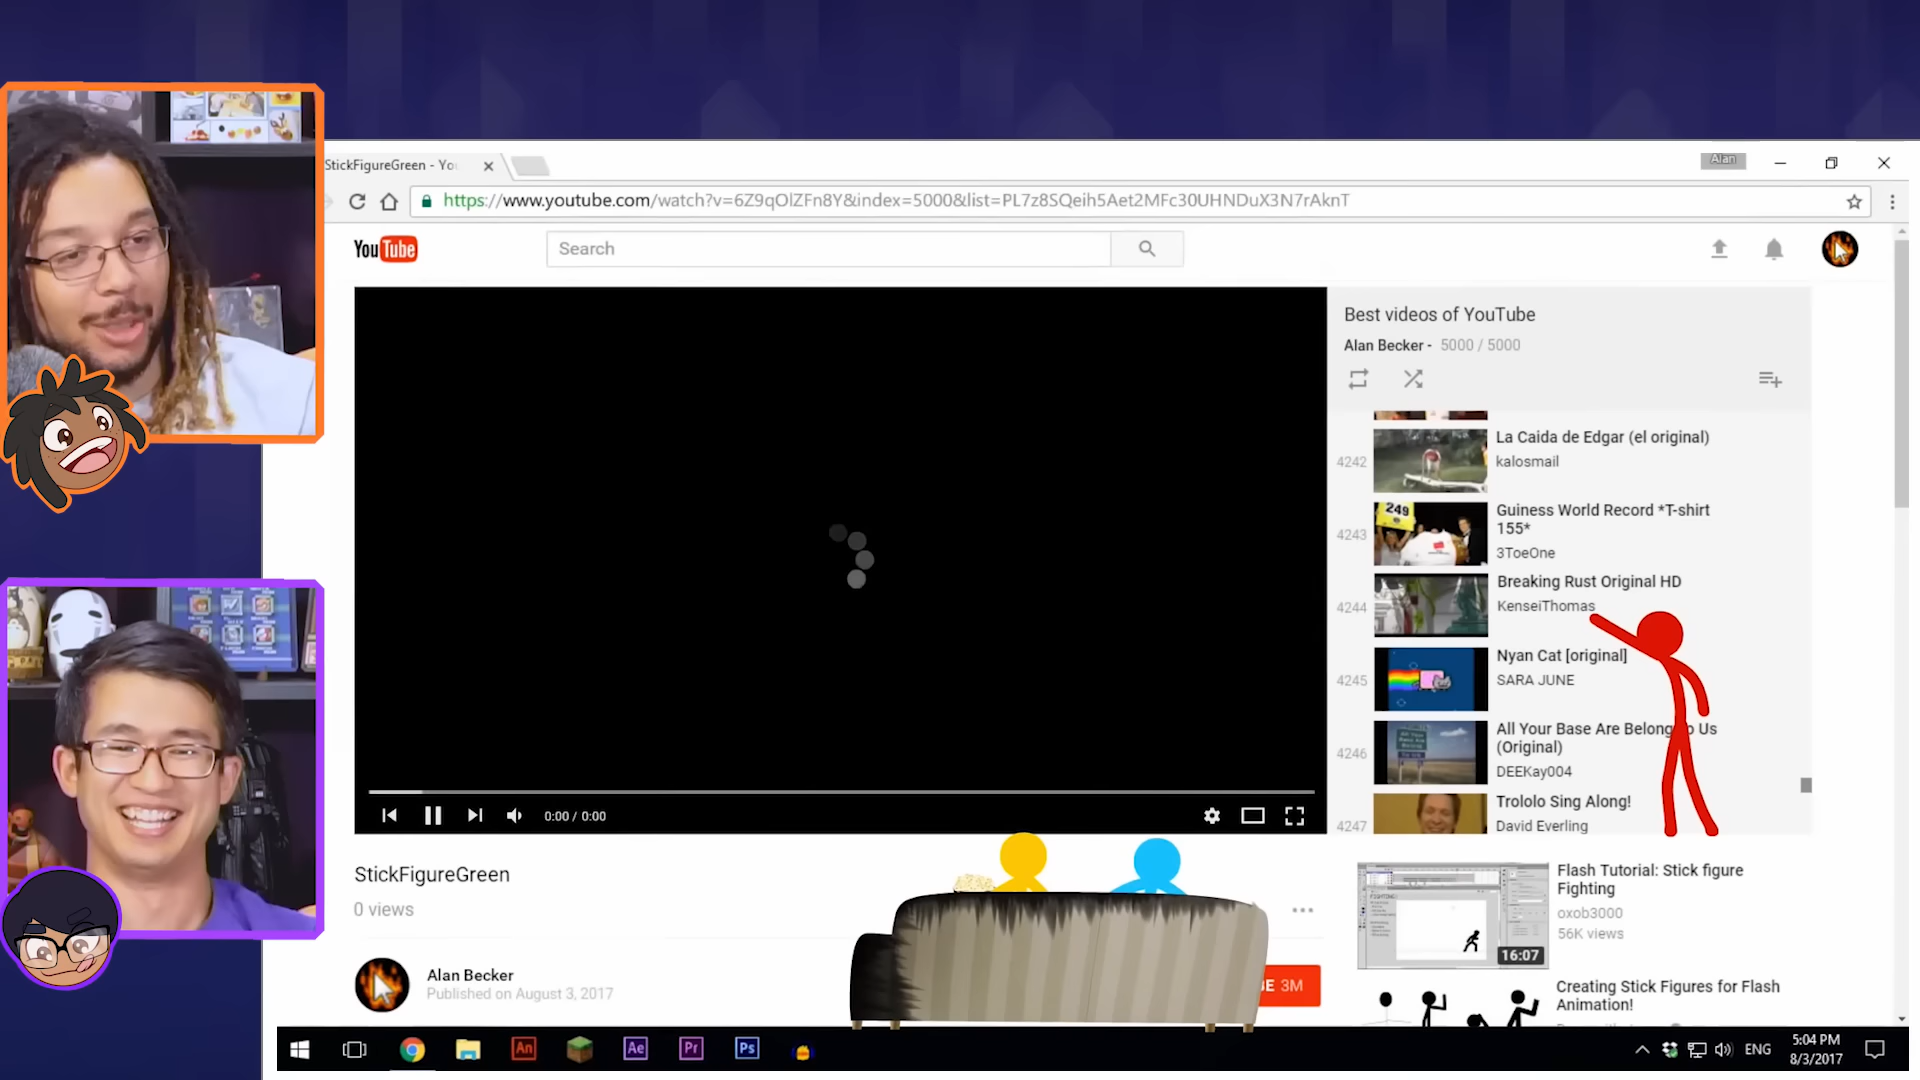 StickFigureGreen - Yo
Alan
https://www.youtube.com/watch?v=6Z9qOlZFn8Y&index=5000&list=PL7z8SQeih5Aet2MFc30UHNDuX3N7rAknT
YouTube
Search
Best videos of YouTube
Alan Becker - 5000 / 5000
4242
La Caida de Edgar (el original)
kalosmail
4243
249
Guiness World Record *T-shirt
155*
3ToeOne
4244
Breaking Rust Original HD
KenseiThomas
4245
Nyan Cat [original]
SARA JUNE
4246
All Your Base Are Belong to Us
(Original)
DEEKay004
4247
Trololo Sing Along!
David Everling
0:00 / 0:00
StickFigureGreen
0 views
Alan Becker
Published on August 3, 2017
BE 3M
16:07
Flash Tutorial: Stick figure
Fighting
oxob3000
56K views
Creating Stick Figures for Flash
Animation!
An
Ae
Pr
Ps
ENG
5:04 PM
8/3/2017